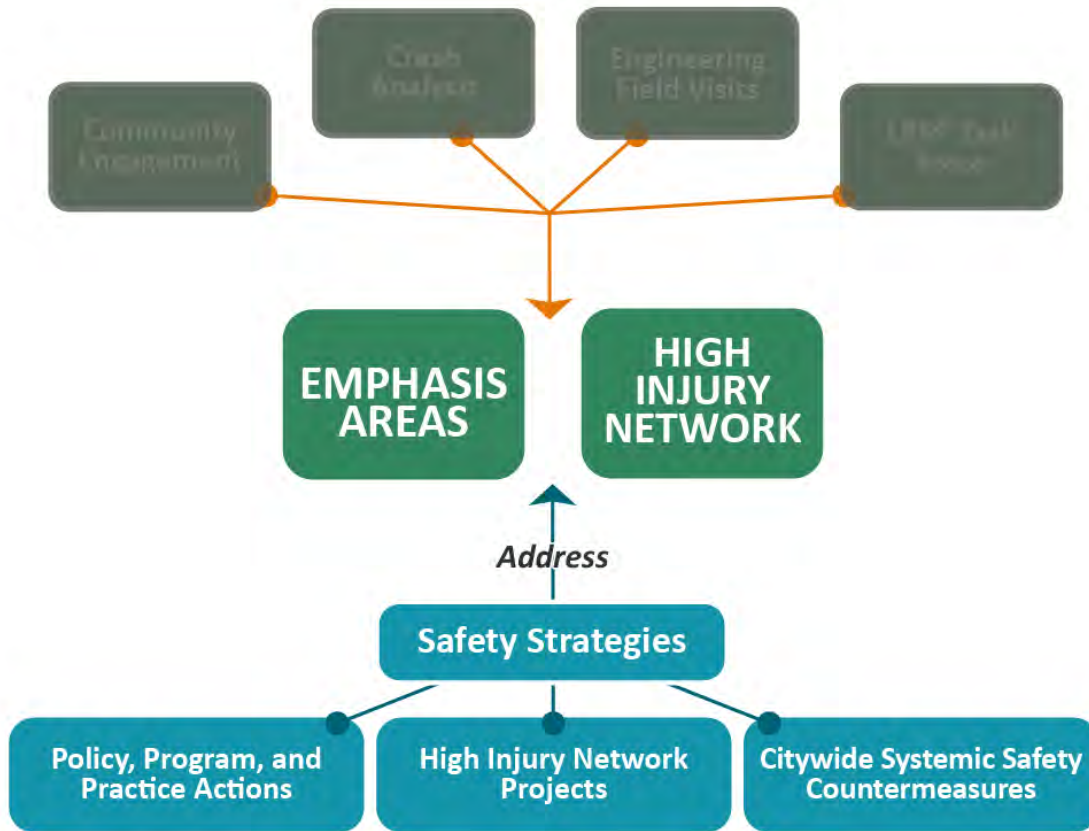 Community
Engagement
Crash
Analysis
Engineering
Field Visits
Task
EMPHASIS
AREAS
HIGH
INJURY
NETWORK
Address
Safety Strategies
Policy, Program, and
Practice Actions
High Injury Network
Projects
Citywide Systemic Safety
Countermeasures